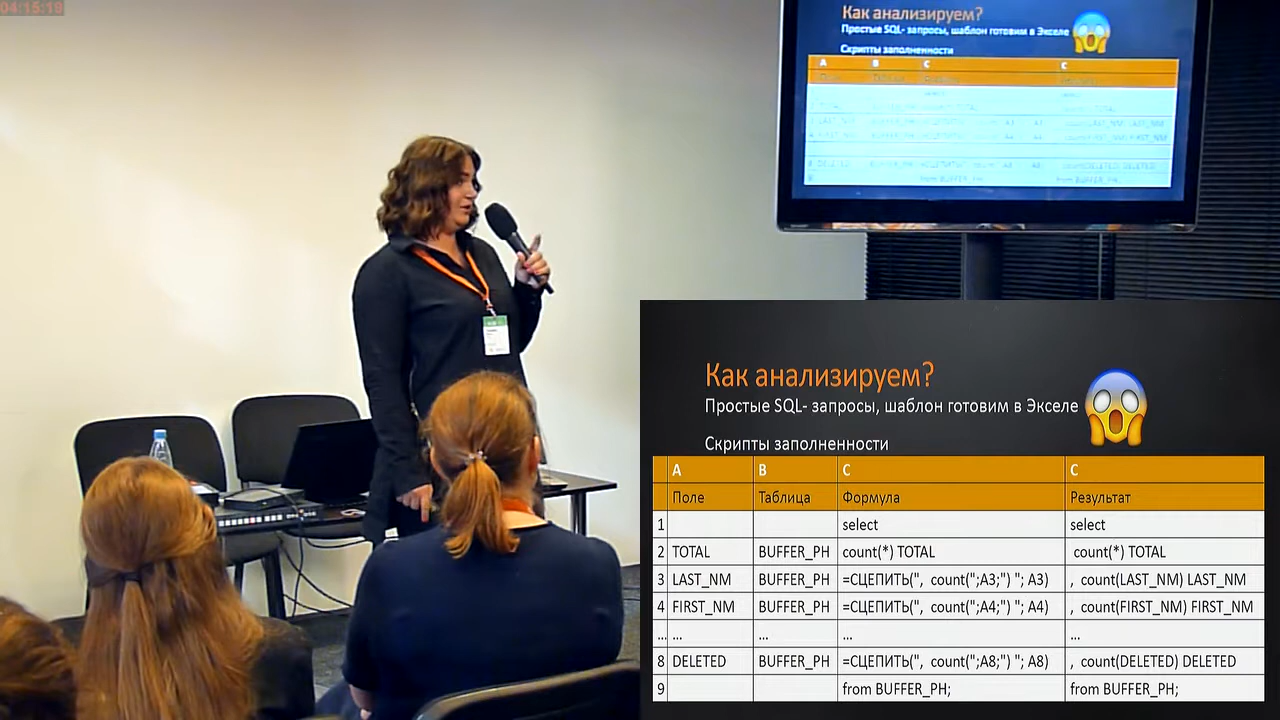 04:15:19
Как анализируем?
Простые SQL- запросы, шаблон готовим в Экселе
Скрипты заполненности
A B C C
Как анализируем?
Простые SQL- запросы, шаблон готовим в Экселе
Скрипты заполненности
A B C C
Поле Таблица Формула Результат
1 select select
2 TOTAL BUFFER_PH count(*) TOTAL count(*) TOTAL
3 LAST_NM BUFFER_PH =СЦЕПИТЬ(", count(";A3;") "; A3) , count(LAST_NM) LAST_NM
4 FIRST_NM BUFFER_PH =СЦЕПИТЬ(", count(";A4;") "; A4) , count(FIRST_NM) FIRST_NM
... ... ... ... ...
8 DELETED BUFFER_PH =СЦЕПИТЬ(", count(";A8;") "; A8) , count(DELETED) DELETED
9 from BUFFER_PH; from BUFFER_PH;